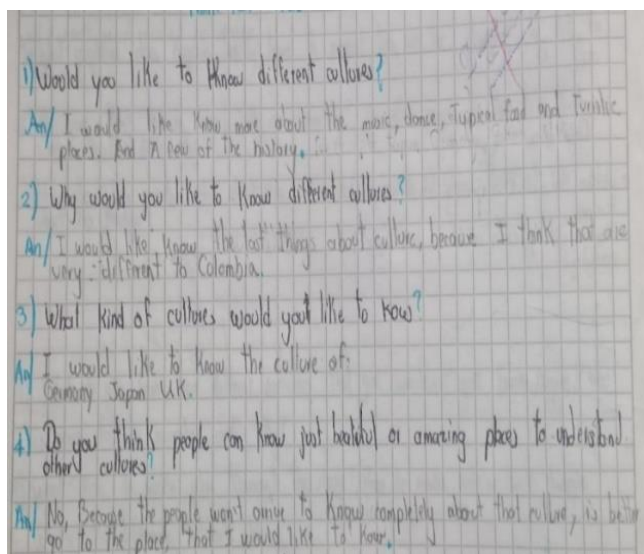 1) Would you like to know different cultures?
An/ I would like know more about the music, dance, Typical food and Turistic
places. And A few of the history.
2) Why would you like to know different cultures?
An/ I would like know the last things about culture, because I think that are
very different to Colombia.
3) What kind of cultures would you like to kow?
An/ I would like to know the culture of:
Germany Japan UK.
4) Do you think people can know just beatiful or amazing places to understand
other cultures?
An/ No, Because the people won't to know completely about that culture, is better
go to the place, that I would like to know.